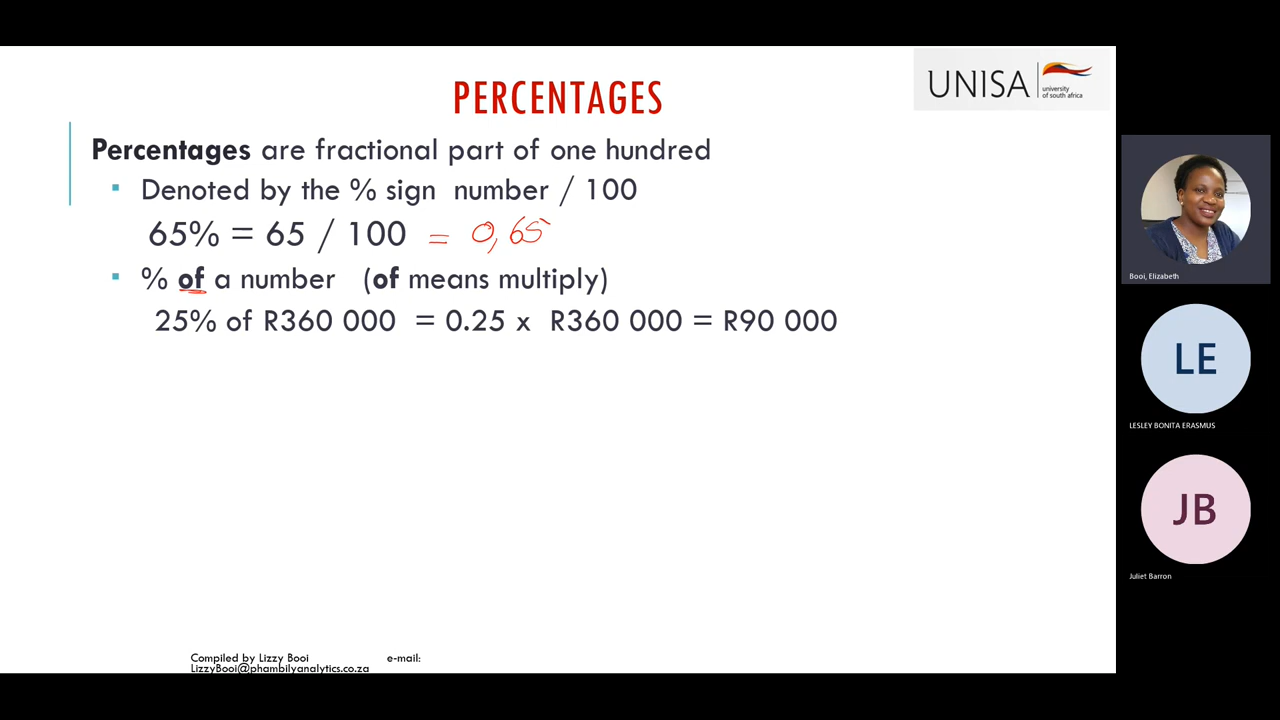 PERCENTAGES
UNISA
university
of south africa
Percentages are fractional part of one hundred
▪ Denoted by the % sign number / 100
65% = 65 / 100 = 0,65
▪ % of a number (of means multiply)
25% of R360 000 = 0.25 x R360 000 = R90 000
Compiled by Lizzy Booi e-mail:
LizzyBooi@phambilyanalytics.co.za
Booi, Elizabeth
LE
LESLEY BONITA ERASMUS
JB
Juliet Barron